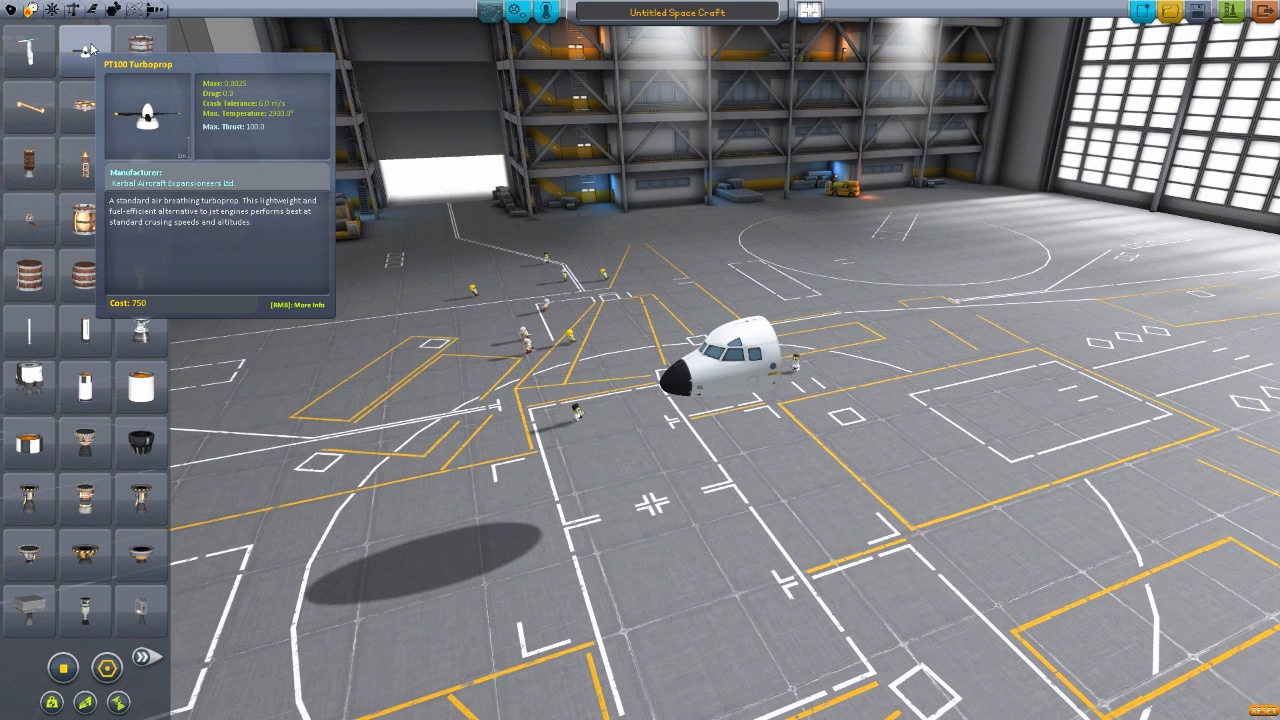 Untitled Space Craft
PT100 Turboprop
Mass: 0.0025
Drag: 0.3
Crash Tolerance: 6.0 m/s
Max. Temperature: 2900.0°
Max. Thrust: 100.0
1m
Manufacturer:
Kerbal Aircraft Expansioneers Ltd.
A standard air breathing turboprop. This lightweight and
fuel-efficient alternative to jet engines performs best at
standard crusing speeds and altitudes.
Cost: 750
[RMB]: More Info
RESET